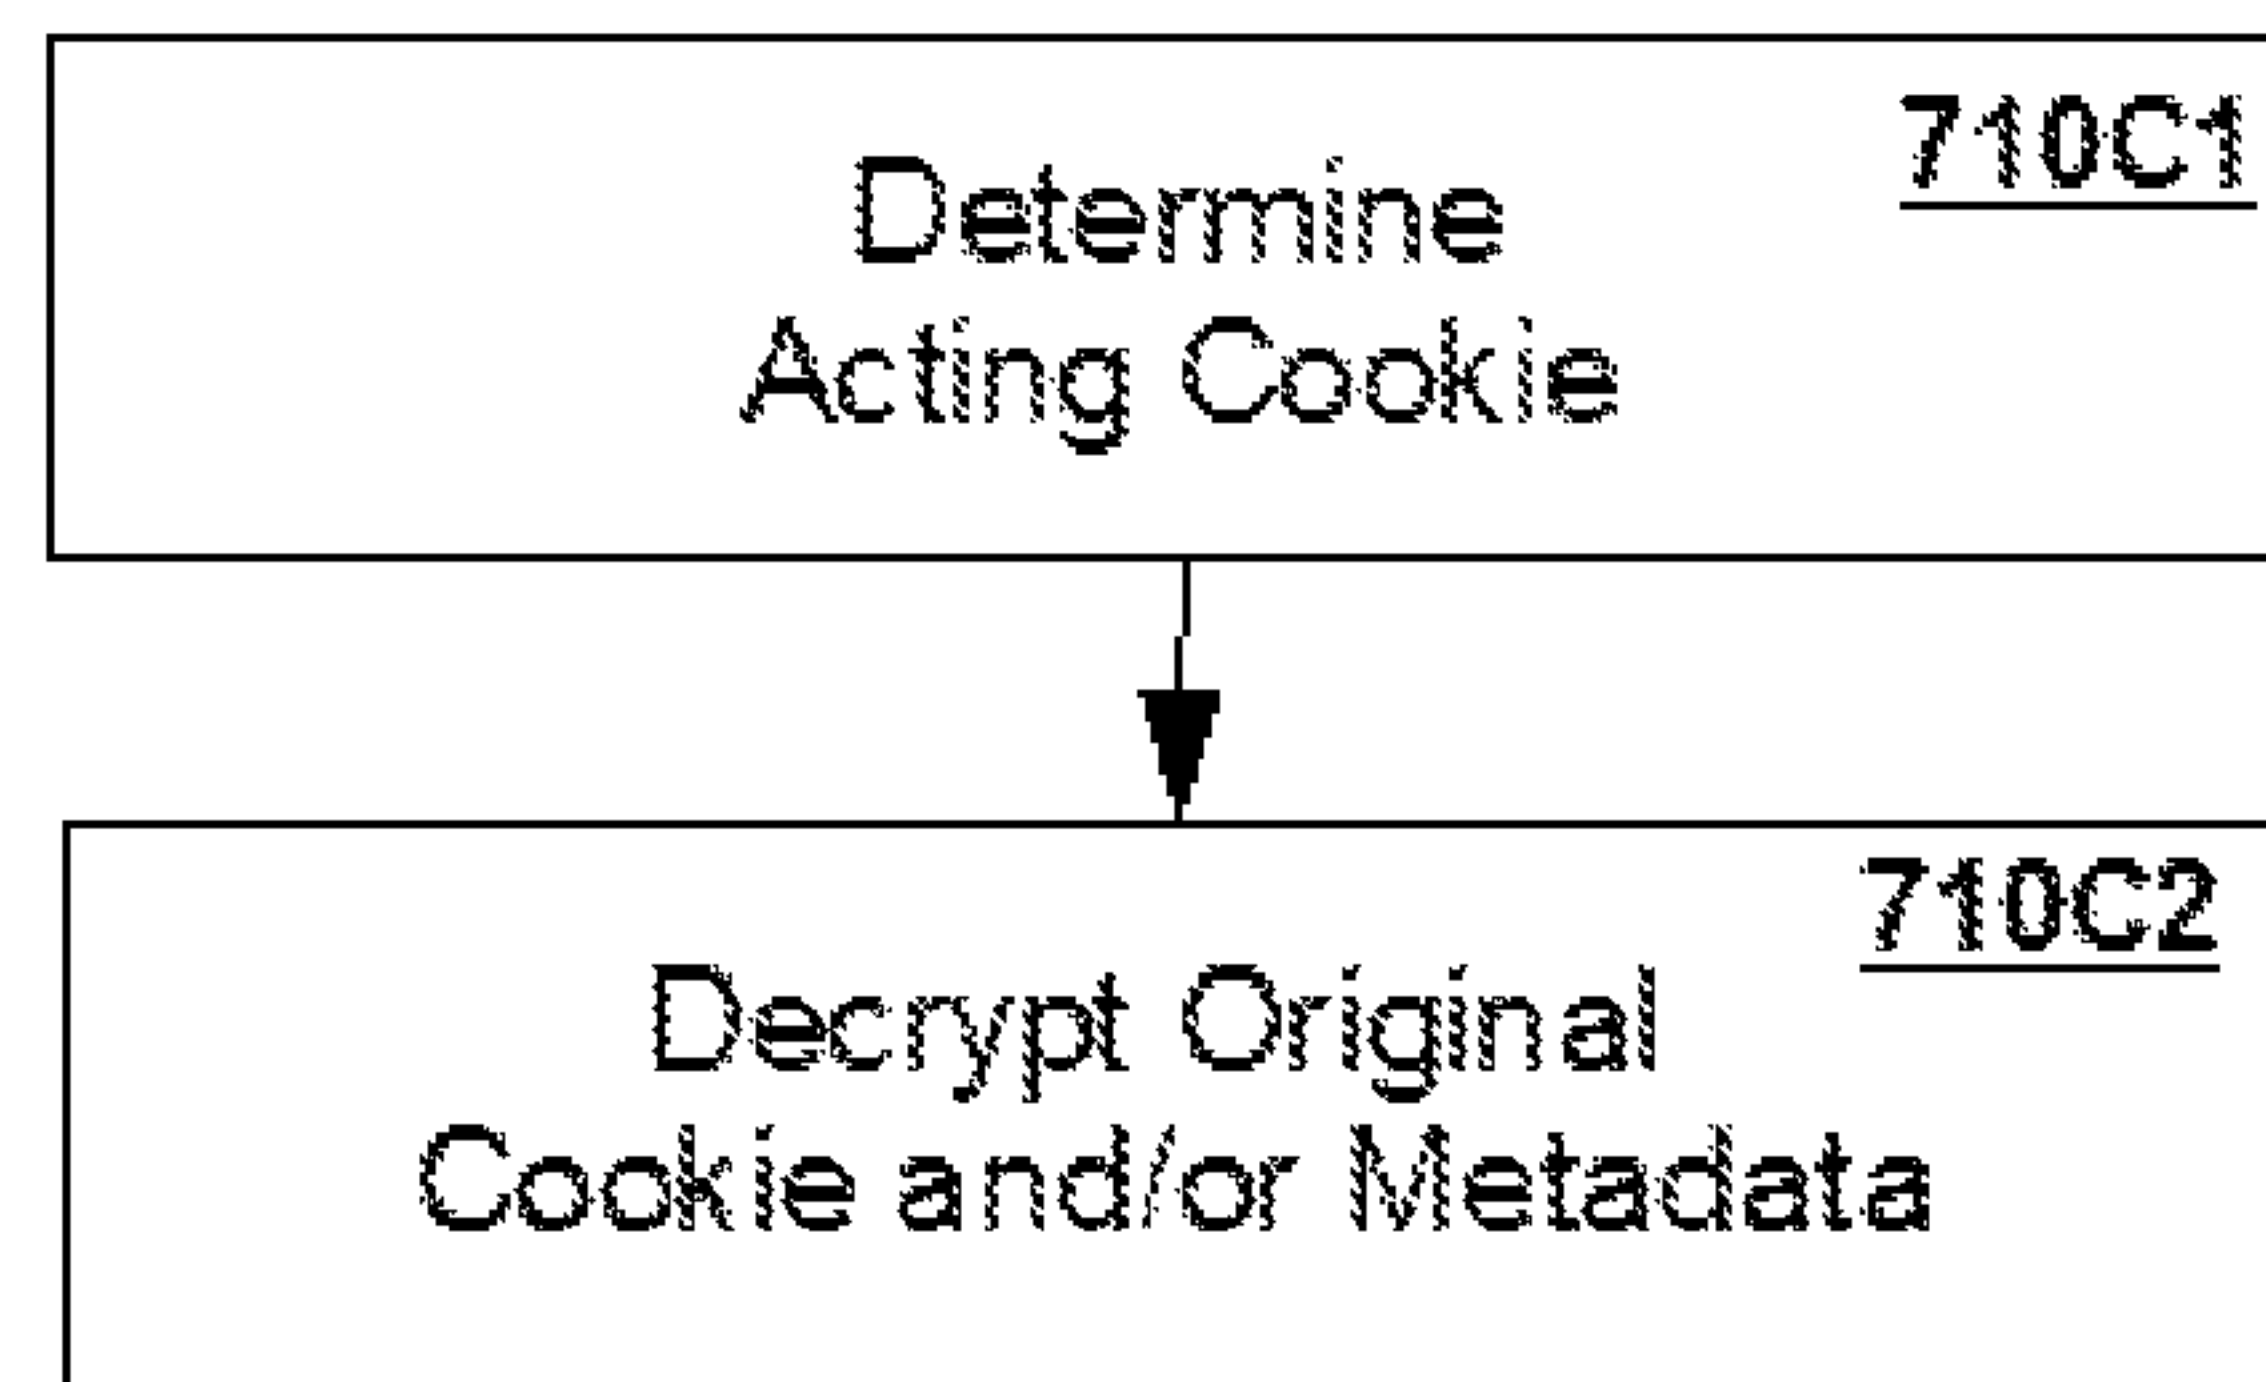 710C1
Determine
Acting Cookie
710C2
Decrypt Original
Cookie and/or Metadata